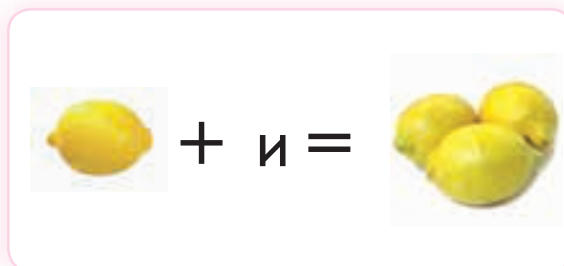 + и =